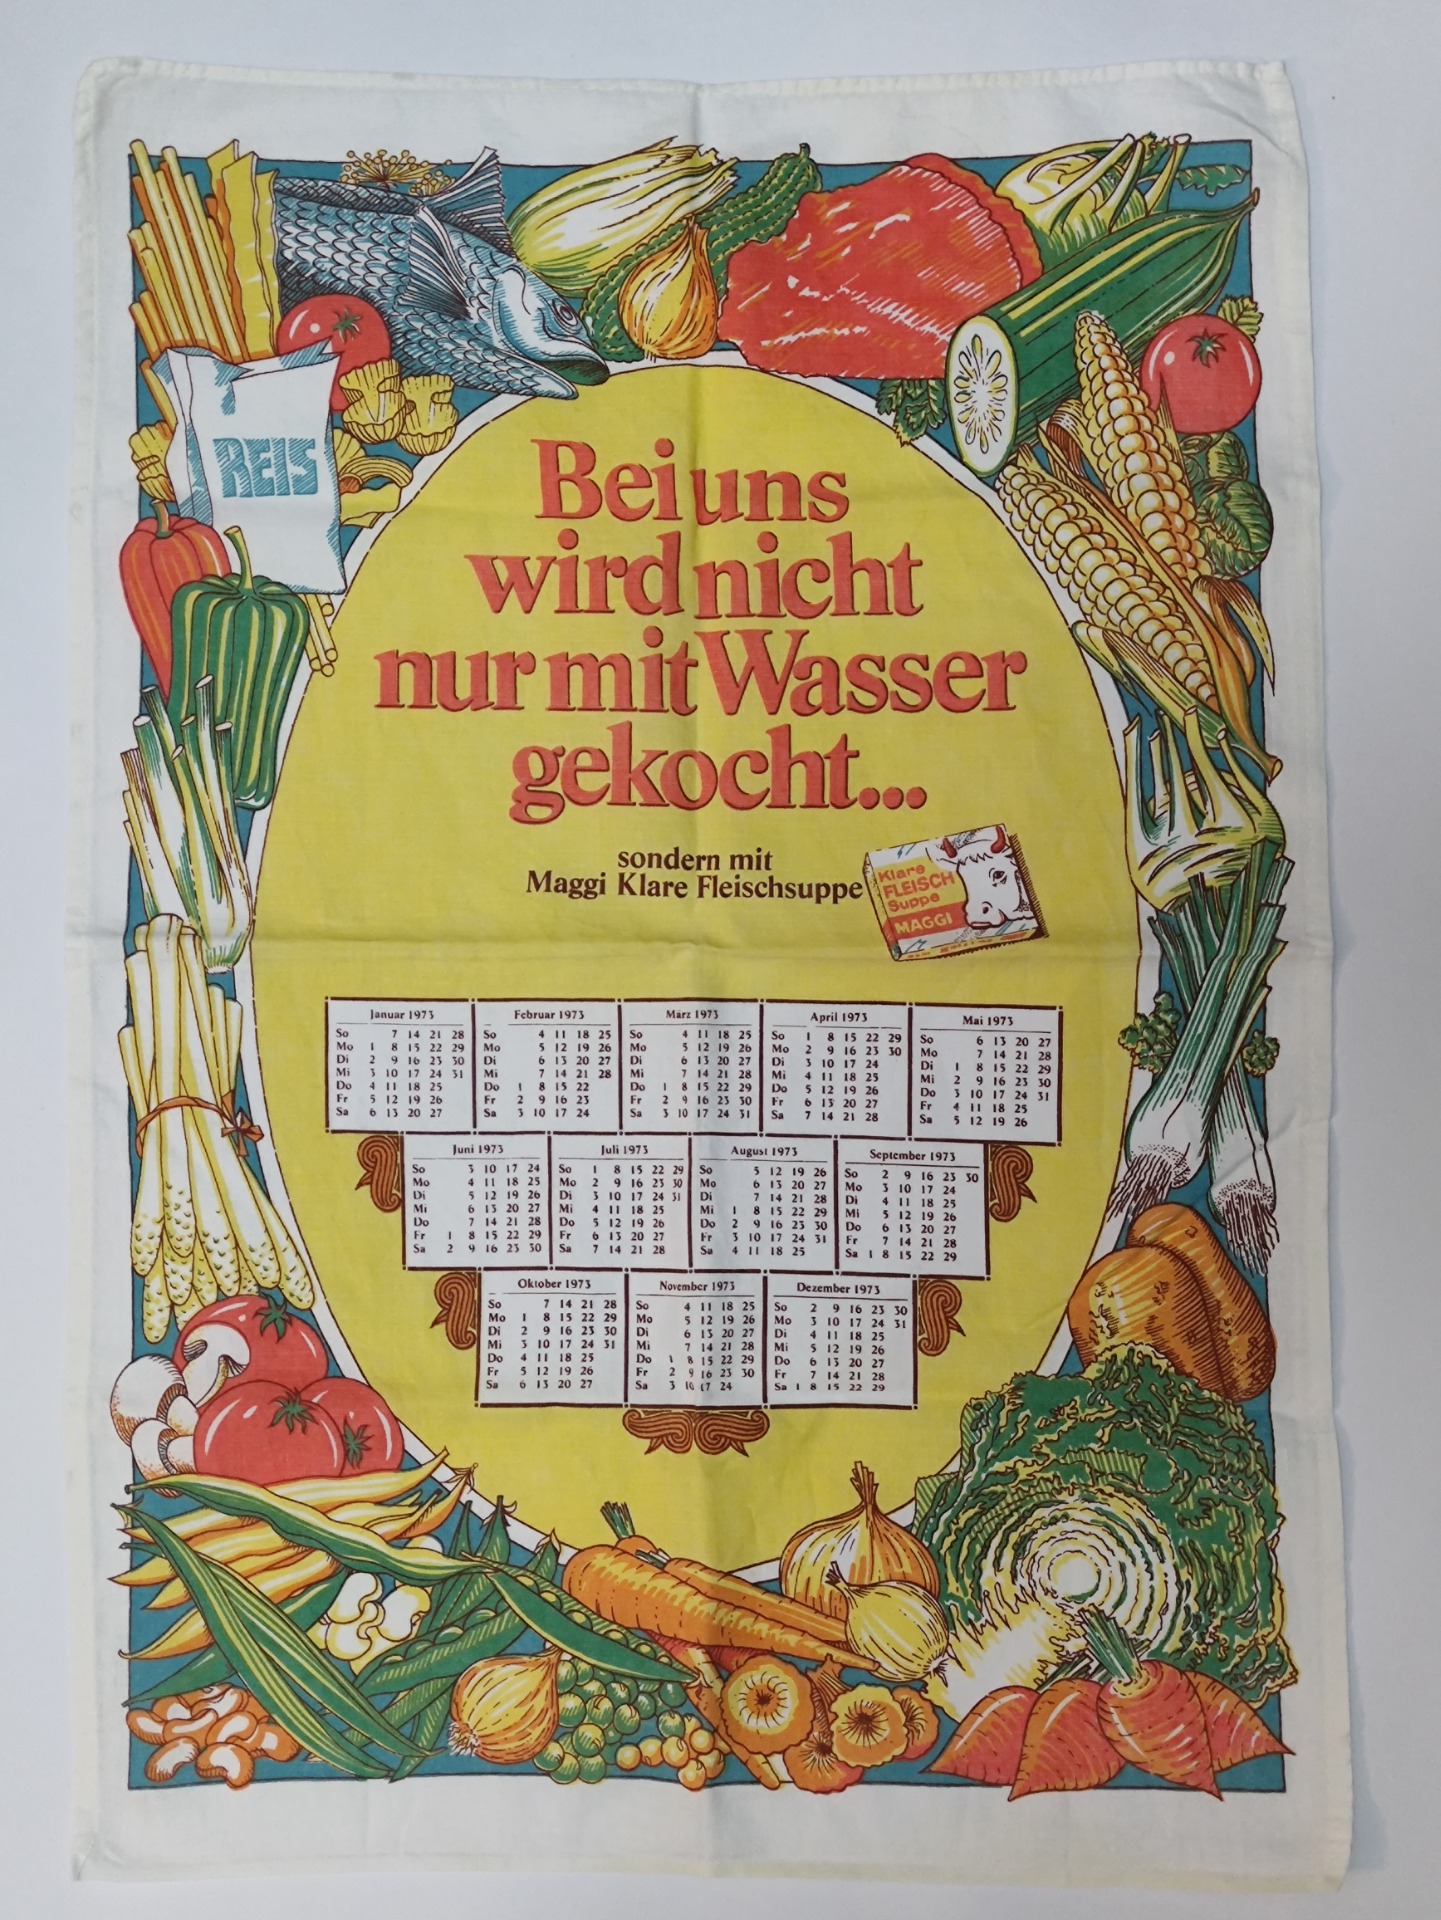 REIS
Bei uns
wird nicht
nur mit Wasser
gekocht...
sondern mit
Maggi Klare Fleischsuppe
Klare
FLEISCH
Suppe
MAGGI
Januar 1973
So 7 14 21 28
Mo 1 8 15 22 29
Di 2 9 16 23 30
Mi 3 10 17 24 31
Do 4 11 18 25
Fr 5 12 19 26
Sa 6 13 20 27
Februar 1973
So 4 11 18 25
Mo 5 12 19 26
Di 6 13 20 27
Mi 7 14 21 28
Do 1 8 15 22
Fr 2 9 16 23
Sa 3 10 17 24
März 1973
So 4 11 18 25
Mo 5 12 19 26
Di 6 13 20 27
Mi 7 14 21 28
Do 1 8 15 22 29
Fr 2 9 16 23 30
Sa 3 10 17 24 31
April 1973
So 1 8 15 22 29
Mo 2 9 16 23 30
Di 3 10 17 24
Mi 4 11 18 25
Do 5 12 19 26
Fr 6 13 20 27
Sa 7 14 21 28
Mai 1973
So 6 13 20 27
Mo 7 14 21 28
Di 1 8 15 22 29
Mi 2 9 16 23 30
Do 3 10 17 24 31
Fr 4 11 18 25
Sa 5 12 19 26
Juni 1973
So 3 10 17 24
Mo 4 11 18 25
Di 5 12 19 26
Mi 6 13 20 27
Do 7 14 21 28
Fr 1 8 15 22 29
Sa 2 9 16 23 30
Juli 1973
So 1 8 15 22 29
Mo 2 9 16 23 30
Di 3 10 17 24 31
Mi 4 11 18 25
Do 5 12 19 26
Fr 6 13 20 27
Sa 7 14 21 28
August 1973
So 5 12 19 26
Mo 6 13 20 27
Di 7 14 21 28
Mi 1 8 15 22 29
Do 2 9 16 23 30
Fr 3 10 17 24 31
Sa 4 11 18 25
September 1973
So 2 9 16 23 30
Mo 3 10 17 24
Di 4 11 18 25
Mi 5 12 19 26
Do 6 13 20 27
Fr 7 14 21 28
Sa 1 8 15 22 29
Oktober 1973
So 7 14 21 28
Mo 1 8 15 22 29
Di 2 9 16 23 30
Mi 3 10 17 24 31
Do 4 11 18 25
Fr 5 12 19 26
Sa 6 13 20 27
November 1973
So 4 11 18 25
Mo 5 12 19 26
Di 6 13 20 27
Mi 7 14 21 28
Do 1 8 15 22 29
Fr 2 9 16 23 30
Sa 3 10 17 24
Dezember 1973
So 2 9 16 23 30
Mo 3 10 17 24 31
Di 4 11 18 25
Mi 5 12 19 26
Do 6 13 20 27
Fr 7 14 21 28
Sa 1 8 15 22 29